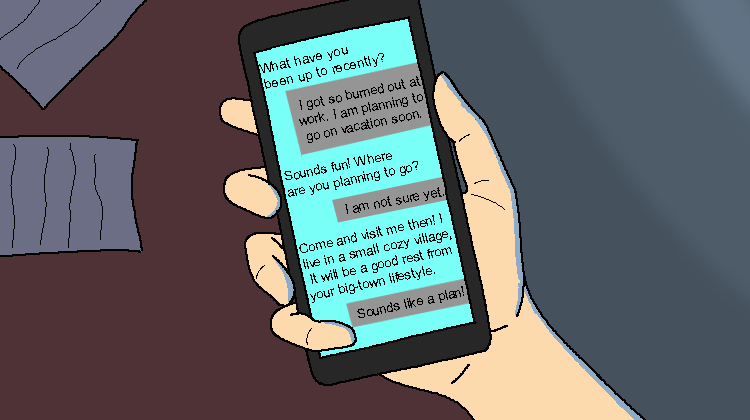 What have you
been up to recently?
I got so burned out at
work. I am planning to
go on vacation soon.
Sounds fun! Where
are you planning to go?
I am not sure yet.
Come and visit me then! I
live in a small cozy village,
It will be a good rest from
your big-town lifestyle.
Sounds like a plan!